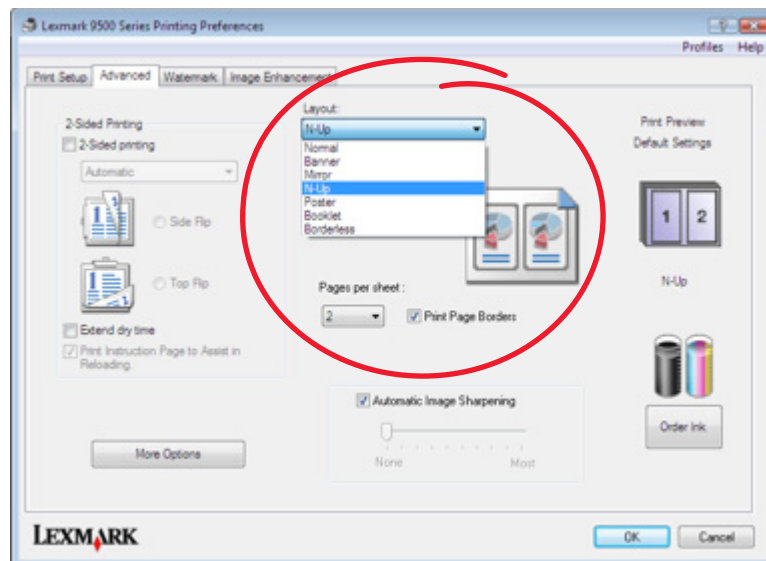 Lexmark 9500 Series Printing Preferences
Profiles Help
Print Setup Advanced Watermark Image Enhancement
2-Sided Printing
2-Sided printing
Automatic
Side Flip
Top Flip
Extend dry time
Print Instruction Page to Assist in
Reloading.
More Options
Layout:
N-Up
Normal
Banner
Mirror
N-Up
Poster
Booklet
Borderless
Pages per sheet :
2
Print Page Borders
Automatic Image Sharpening
None Most
Print Preview
Default Settings
1 2
N-Up
Order Ink
LEXMARK
OK Cancel